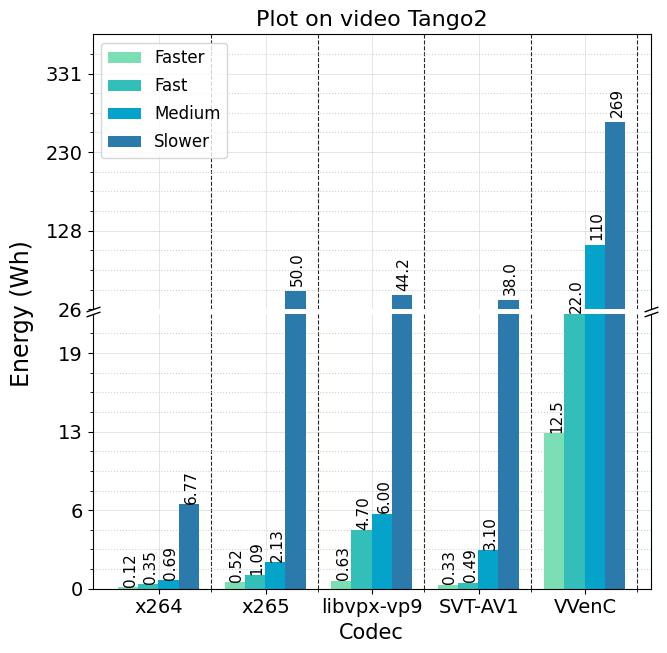 Plot on video Tango2
Faster
Fast
Medium
Slower
Energy (Wh)
331
230
128
26
19
13
6
0
0.12
0.35
0.69
6.77
0.52
1.09
2.13
50.0
0.63
4.70
6.00
44.2
0.33
0.49
3.10
38.0
12.5
22.0
110
269
x264
x265
libvpx-vp9
SVT-AV1
VVenC
Codec